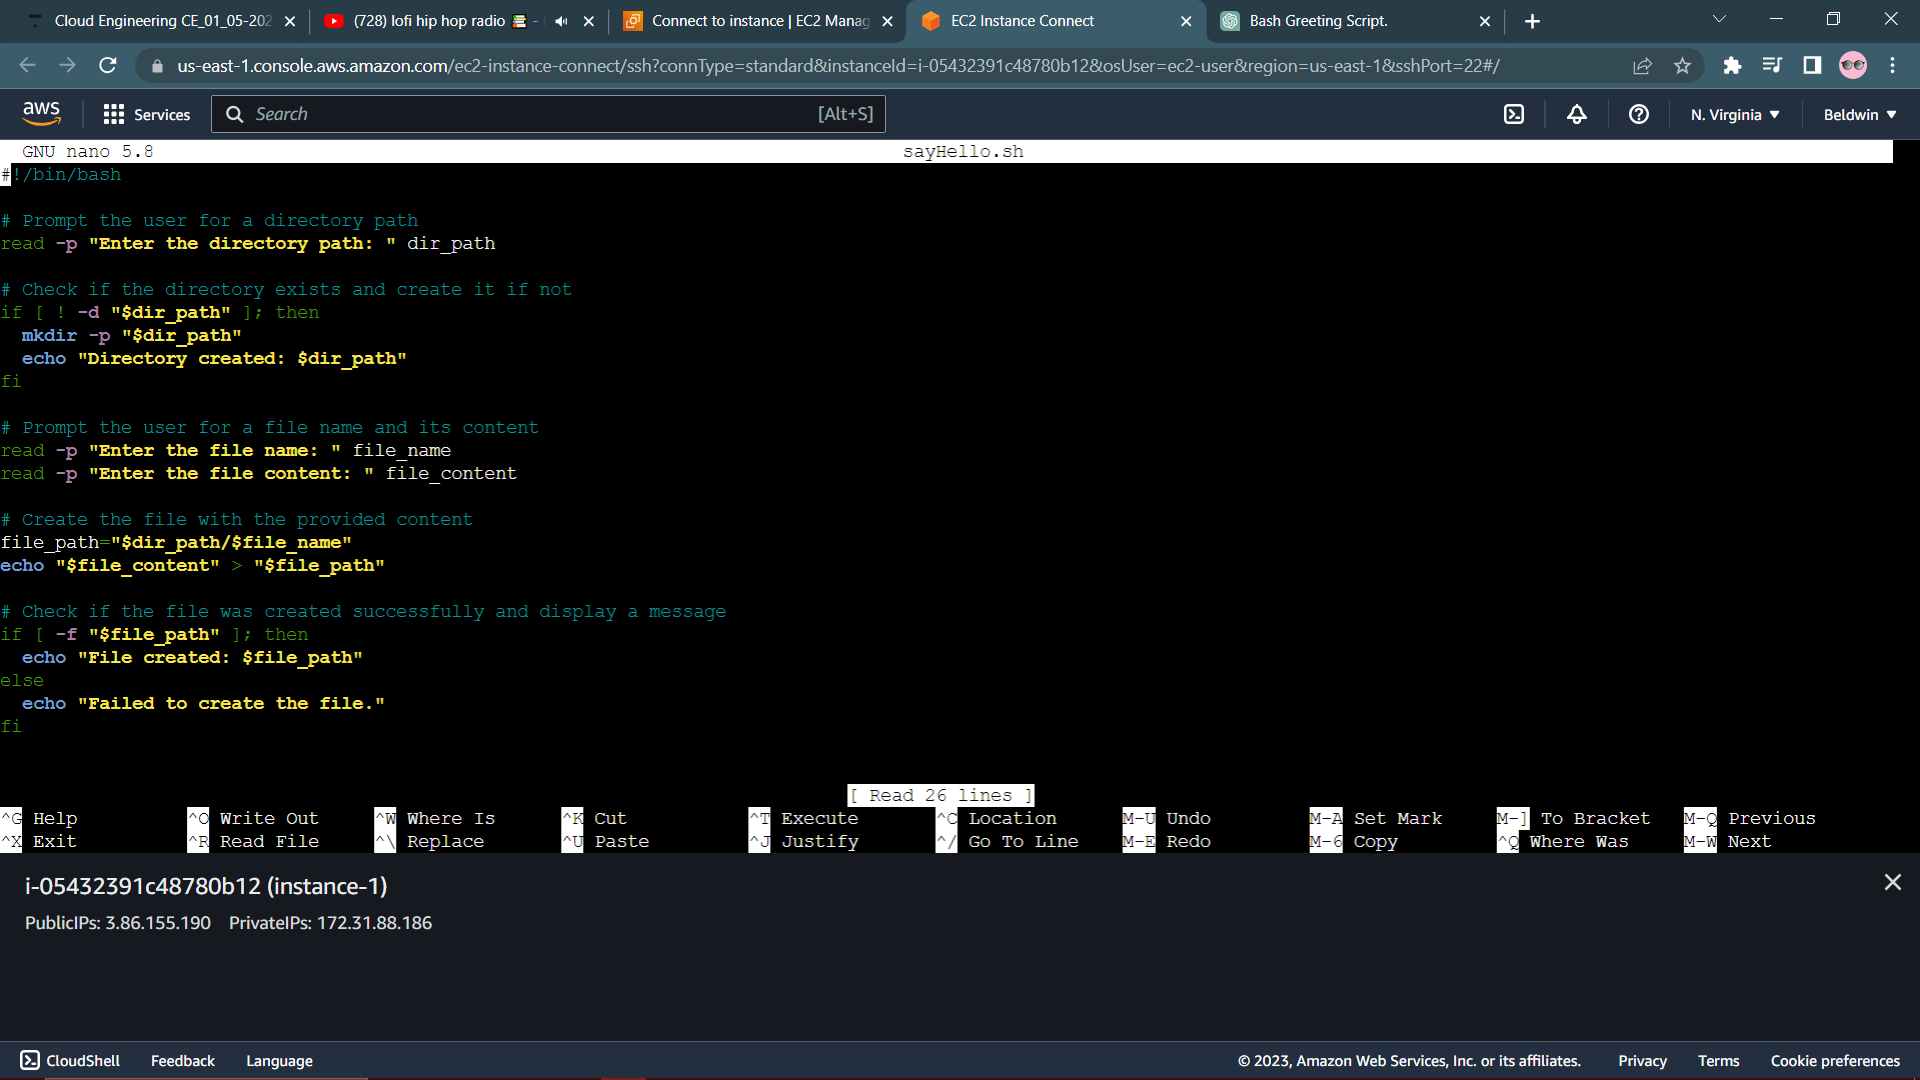 Cloud Engineering CE_01_05-202
(728) lofi hip hop radio
Connect to instance | EC2 Manag
EC2 Instance Connect
Bash Greeting Script.
us-east-1.console.aws.amazon.com/ec2-instance-connect/ssh?connType=standard&instanceId=i-05432391c48780b12&osUser=ec2-user&region=us-east-1&sshPort=22#/
aws
Services
Search
[Alt+S]
N. Virginia
Beldwin
GNU nano 5.8 sayHello.sh
#!/bin/bash
# Prompt the user for a directory path
read -p "Enter the directory path: " dir_path
# Check if the directory exists and create it if not
if [ ! -d "$dir_path" ]; then
  mkdir -p "$dir_path"
  echo "Directory created: $dir_path"
fi
# Prompt the user for a file name and its content
read -p "Enter the file name: " file_name
read -p "Enter the file content: " file_content
# Create the file with the provided content
file_path="$dir_path/$file_name"
echo "$file_content" > "$file_path"
# Check if the file was created successfully and display a message
if [ -f "$file_path" ]; then
  echo "File created: $file_path"
else
  echo "Failed to create the file."
fi
[ Read 26 lines ]
^G Help ^O Write Out ^W Where Is ^K Cut ^T Execute ^C Location M-U Undo M-A Set Mark M-] To Bracket M-Q Previous
^X Exit ^R Read File ^\ Replace ^U Paste ^J Justify ^/ Go To Line M-E Redo M-6 Copy ^Q Where Was M-W Next
i-05432391c48780b12 (instance-1)
PublicIPs: 3.86.155.190 PrivateIPs: 172.31.88.186
CloudShell Feedback Language © 2023, Amazon Web Services, Inc. or its affiliates. Privacy Terms Cookie preferences